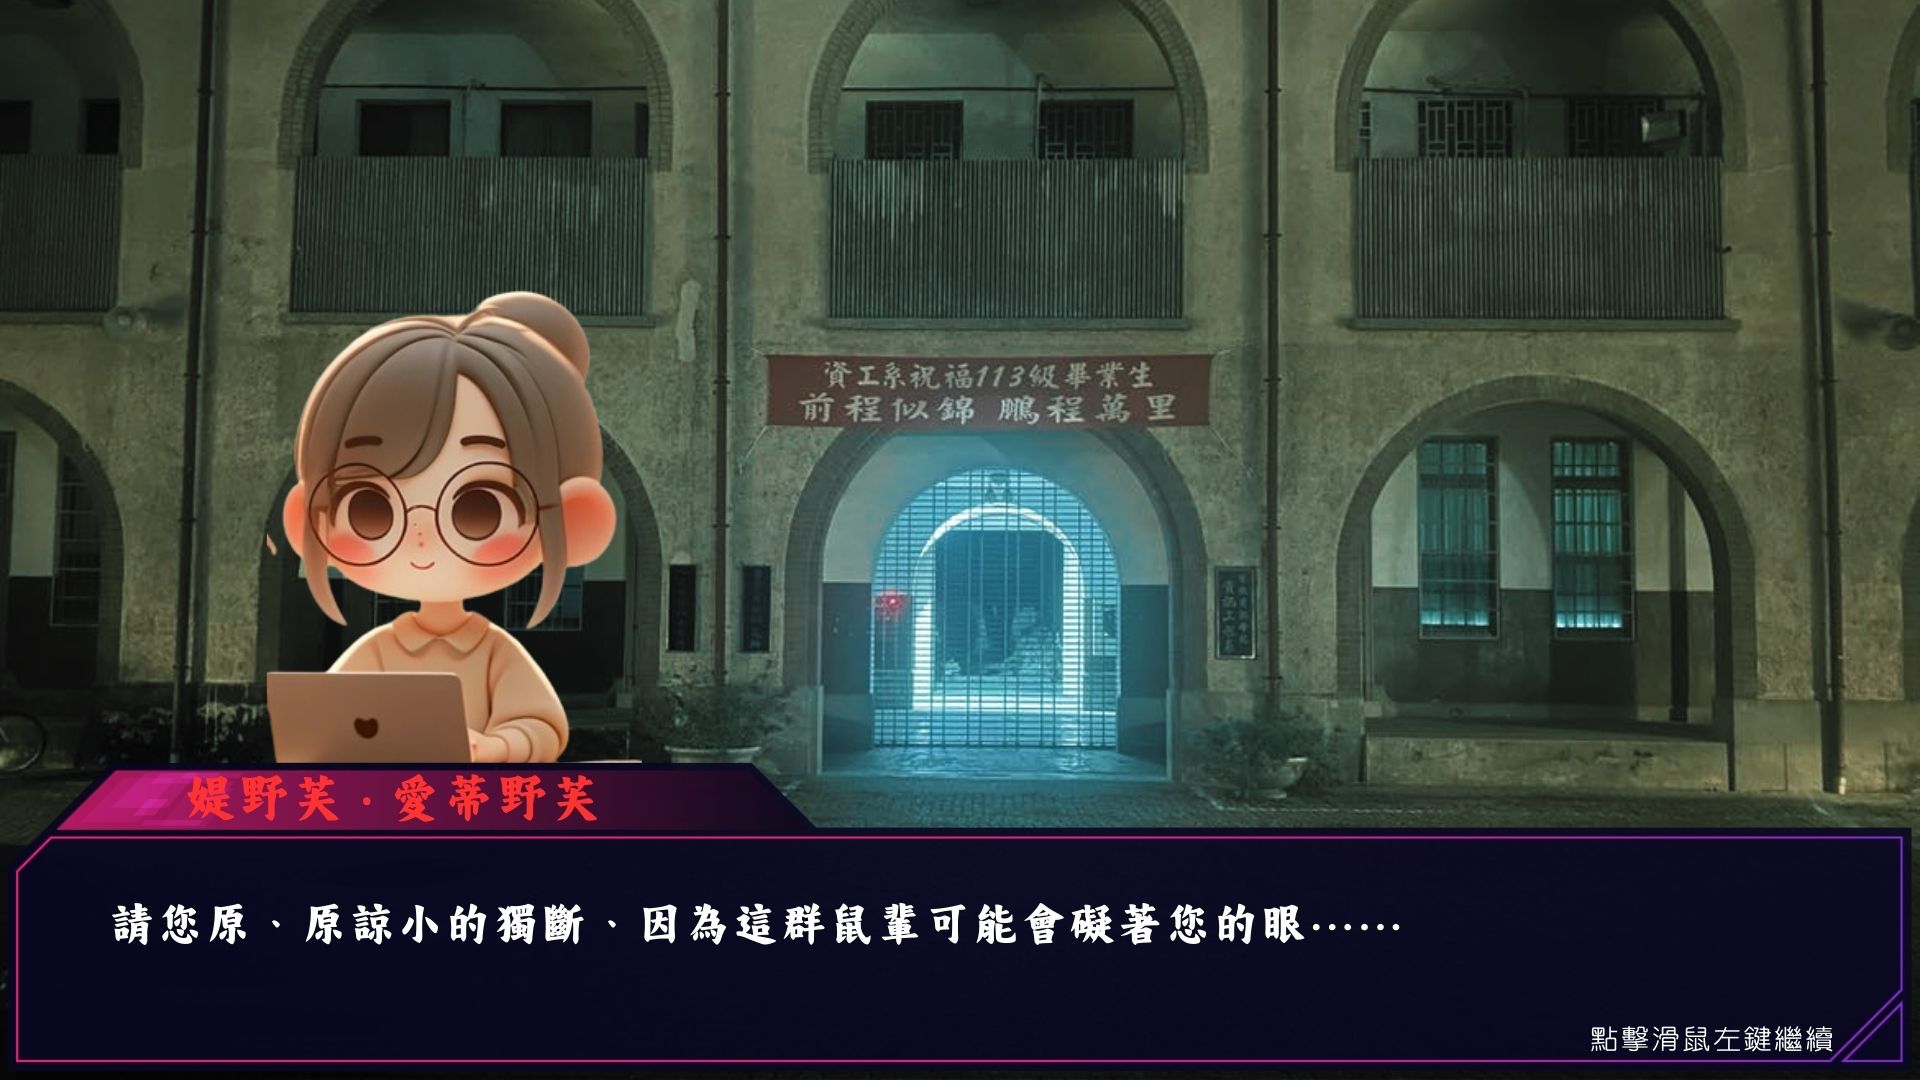 資工系祝福113級畢業生
前程似錦 鵬程萬里
媞野芙·愛蒂野芙
請您原、原諒小的獨斷、因為這群鼠輩可能會礙著您的眼⋯⋯
點擊滑鼠左鍵繼續